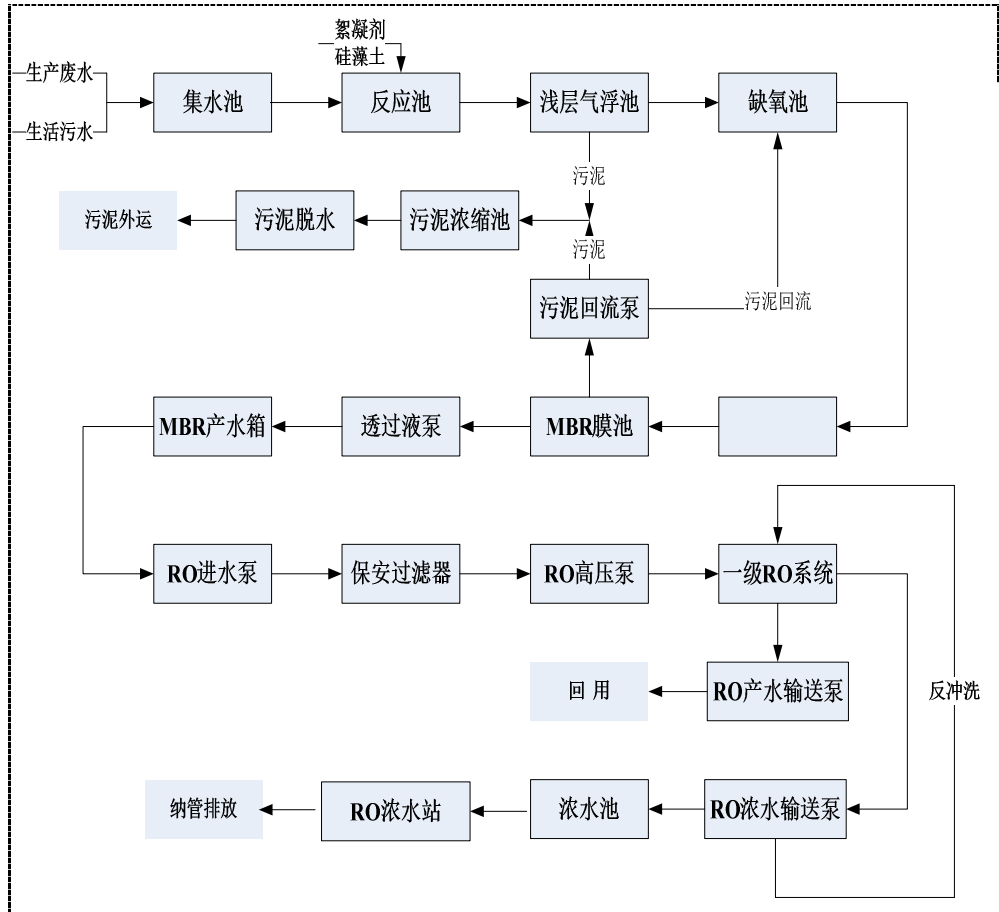 絮凝剂
硅藻土
生产废水
生活污水
集水池
反应池
浅层气浮池
缺氧池
污泥
污泥外运
污泥脱水
污泥浓缩池
污泥
污泥回流泵
污泥回流
MBR产水箱
透过液泵
MBR膜池
RO进水泵
保安过滤器
RO高压泵
一级RO系统
回 用
RO产水输送泵
反冲洗
纳管排放
RO浓水站
浓水池
RO浓水输送泵